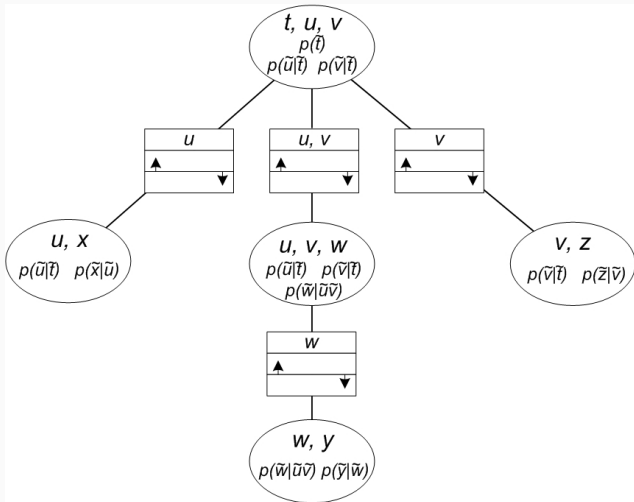 t, u, v
p(t̃)
p(ũ|t̃) p(ṽ|t̃)
u
u, v
v
u, x
p(ũ|t̃) p(x̃|ũ)
u, v, w
p(ũ|t̃) p(ṽ|t̃)
p(w̃|ũṽ)
v, z
p(ṽ|t̃) p(z̃|ṽ)
w
w, y
p(w̃|ũṽ) p(ỹ|w̃)